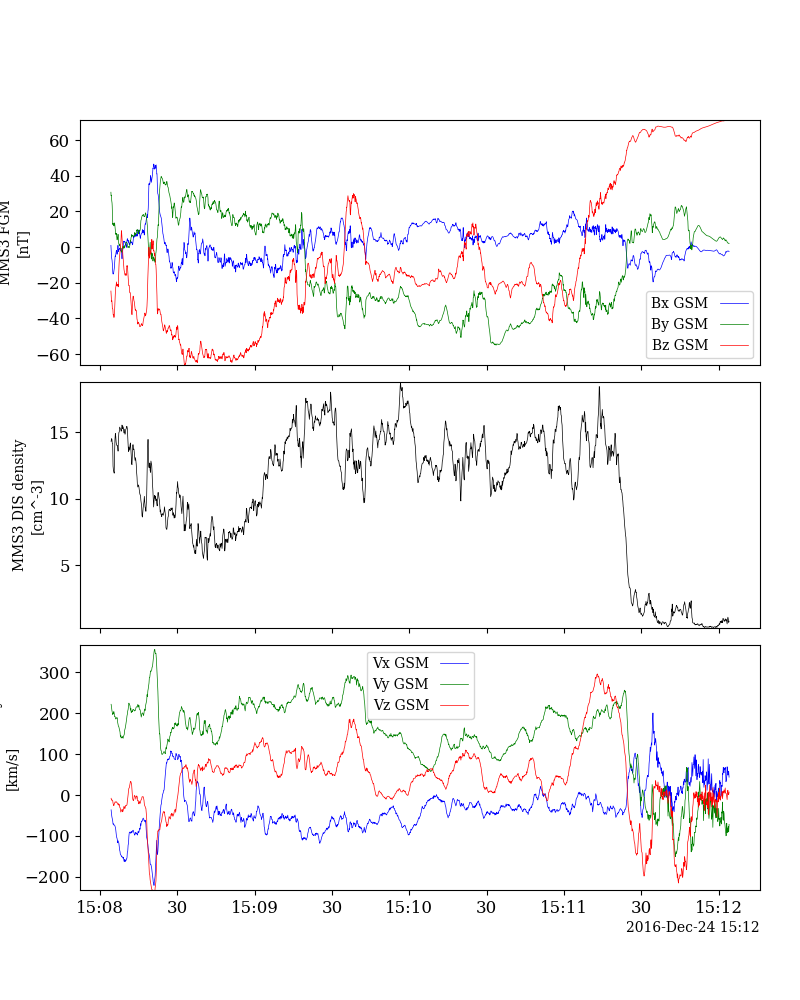 60
40
20
0
−20
−40
−60
MMS3 FGM
[nT]
Bx GSM
By GSM
Bz GSM
15
10
5
MMS3 DIS density
[cm^-3]
300
200
100
0
−100
−200
[km/s]
Vx GSM
Vy GSM
Vz GSM
15:08 30 15:09 30 15:10 30 15:11 30 15:12
2016-Dec-24 15:12